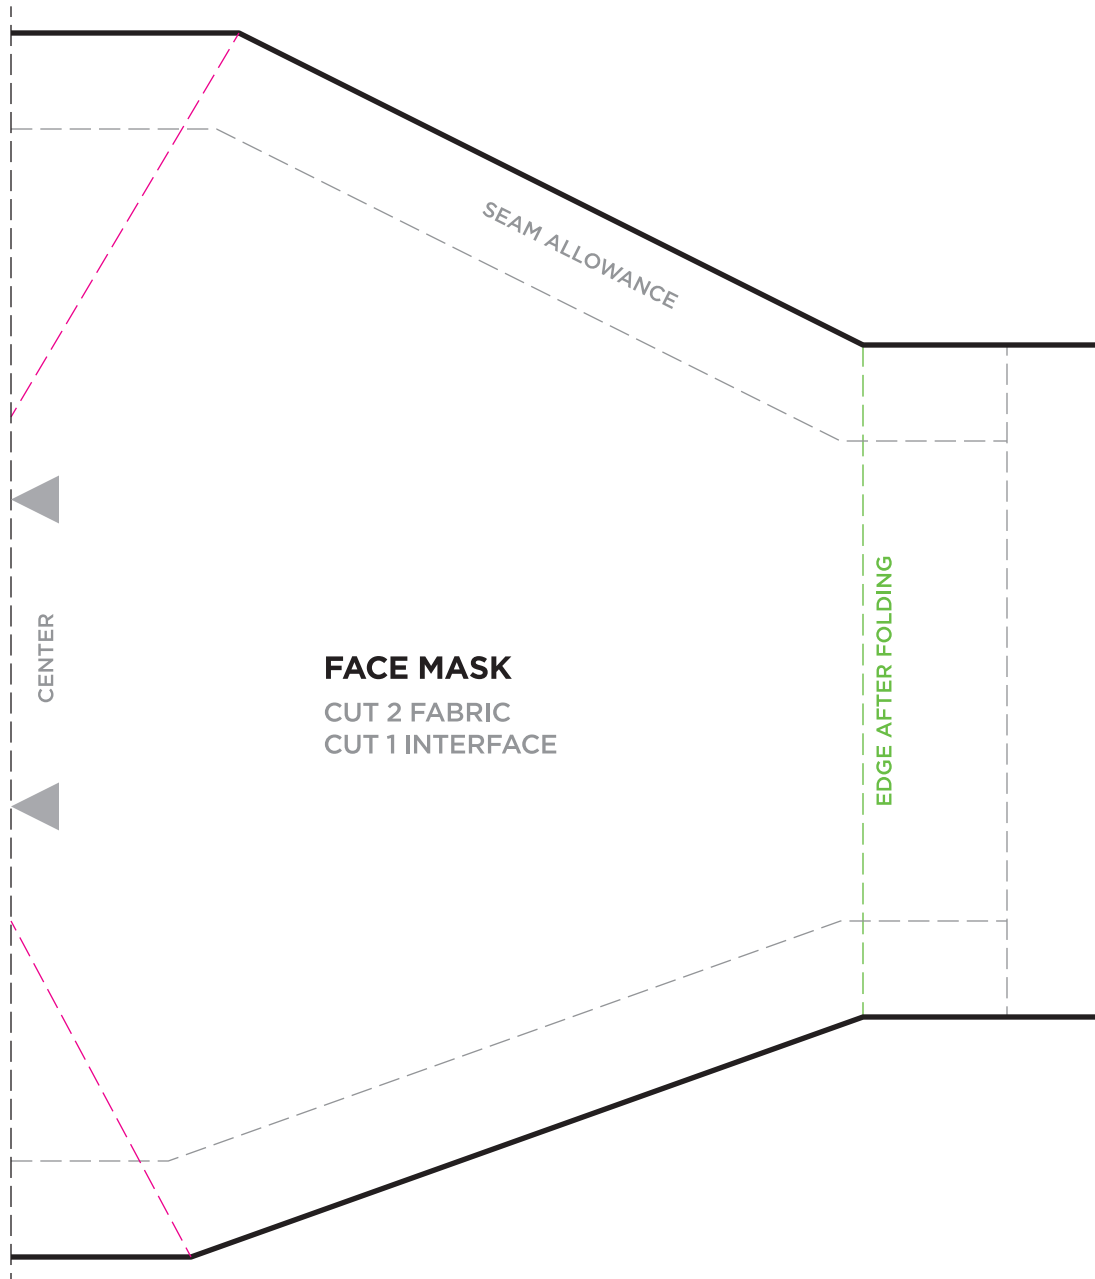 SEAM ALLOWANCE
CENTER
FACE MASK
CUT 2 FABRIC
CUT 1 INTERFACE
EDGE AFTER FOLDING